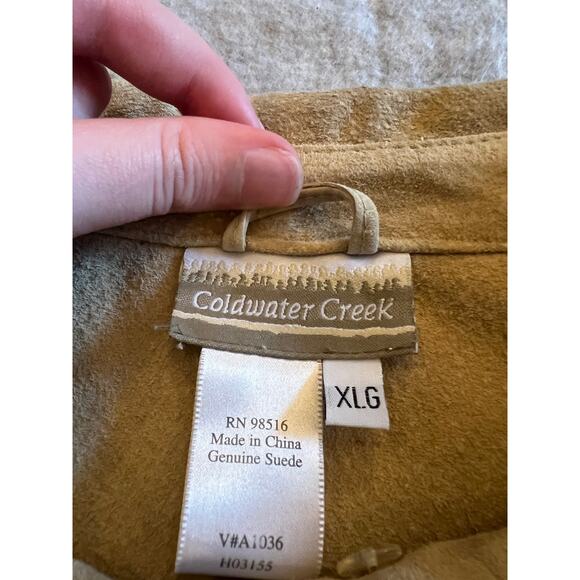 Coldwater Creek
XLG
RN 98516
Made in China
Genuine Suede
V#A1036
H03155